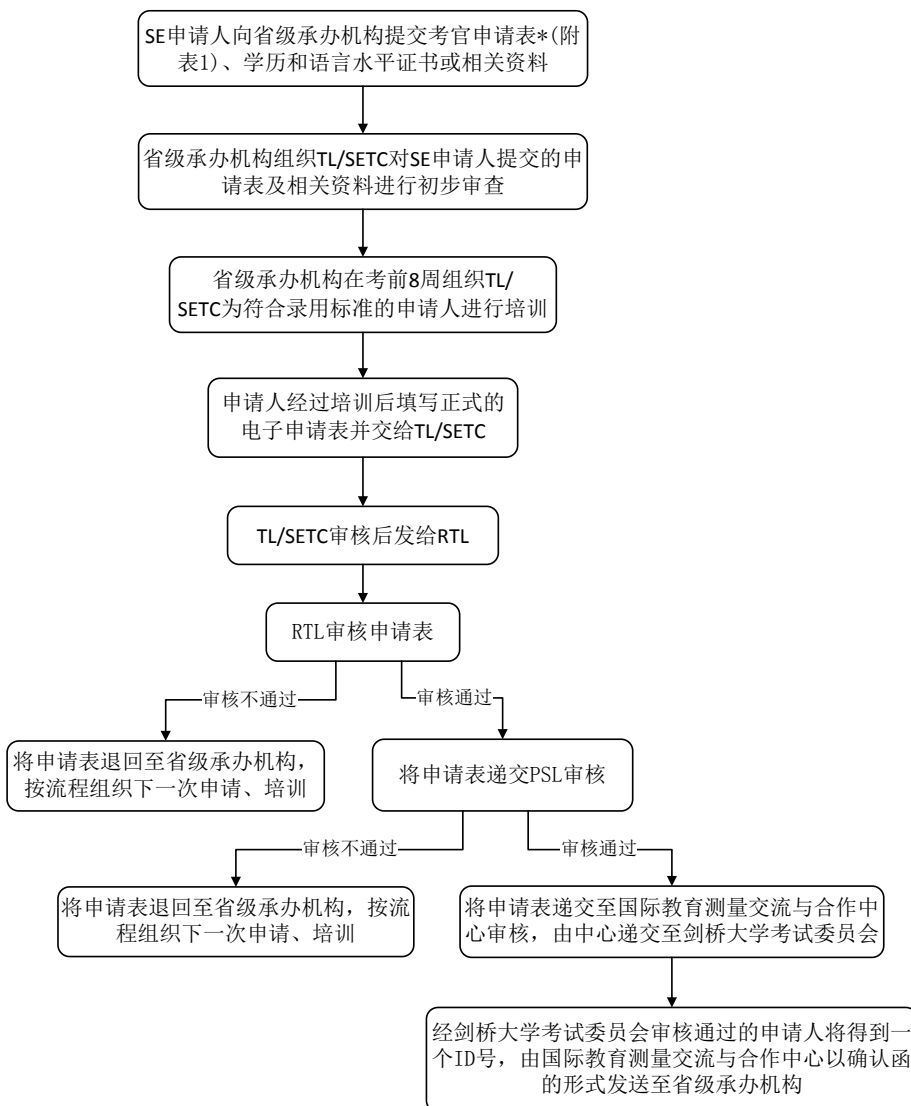 SE申请人向省级承办机构提交考官申请表*(附
表1)、学历和语言水平证书或相关资料
省级承办机构组织TL/SETC对SE申请人提交的申
请表及相关资料进行初步审查
省级承办机构在考前8周组织TL/
SETC为符合录用标准的申请人进行培训
申请人经过培训后填写正式的
电子申请表并交给TL/SETC
TL/SETC审核后发给RTL
RTL审核申请表
审核不通过
审核通过
将申请表退回至省级承办机构，
按流程组织下一次申请、培训
将申请表递交PSL审核
审核不通过
审核通过
将申请表退回至省级承办机构，按流
程组织下一次申请、培训
将申请表递交至国际教育测量交流与合作中
心审核，由中心递交至剑桥大学考试委员会
经剑桥大学考试委员会审核通过的申请人将得到一
个ID号，由国际教育测量交流与合作中心以确认函
的形式发送至省级承办机构